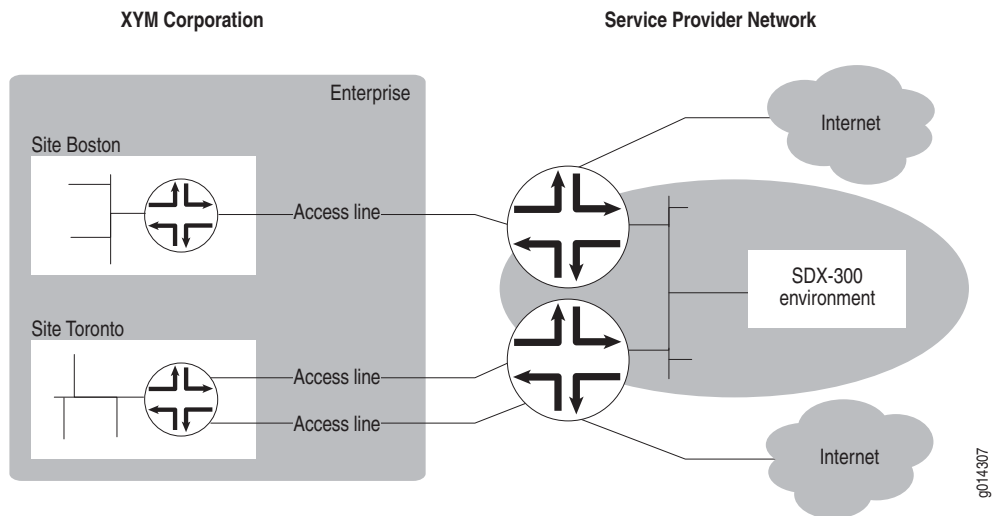 XYM Corporation
Service Provider Network
Enterprise
Internet
Site Boston
Access line
SDX-300
environment
Site Toronto
Access line
Access line
Internet
g014307